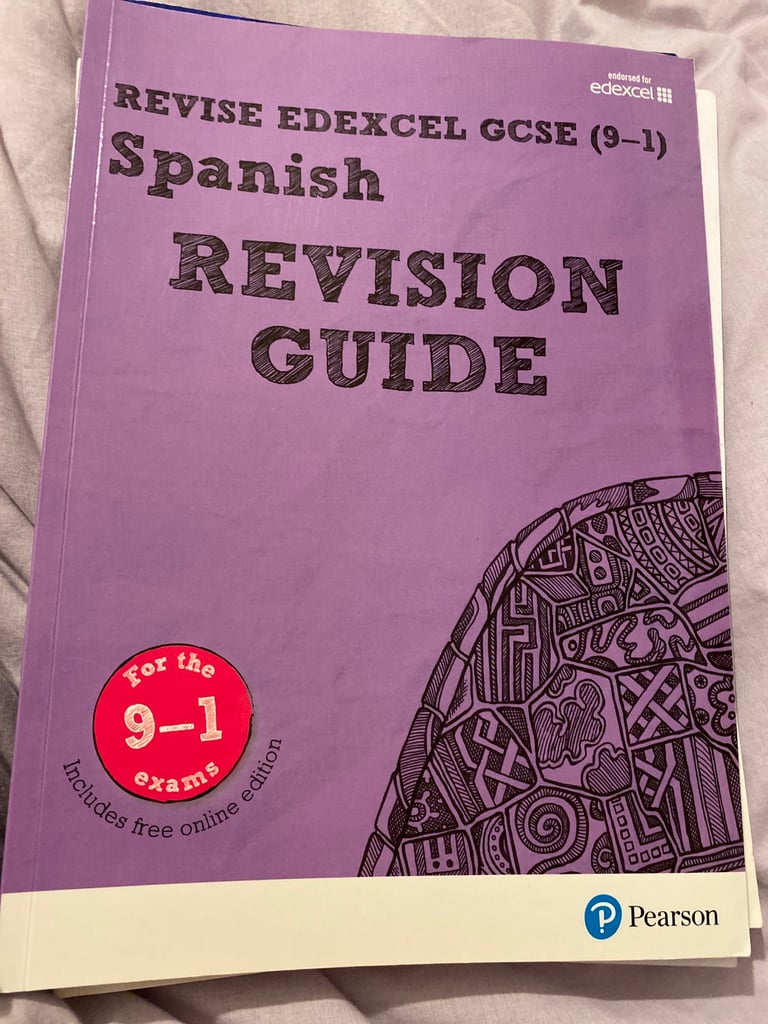 endorsed for
edexcel
REVISE EDEXCEL GCSE (9–1)
Spanish
REVISION
GUIDE
For the
9–1
exams
Includes free online edition
P Pearson